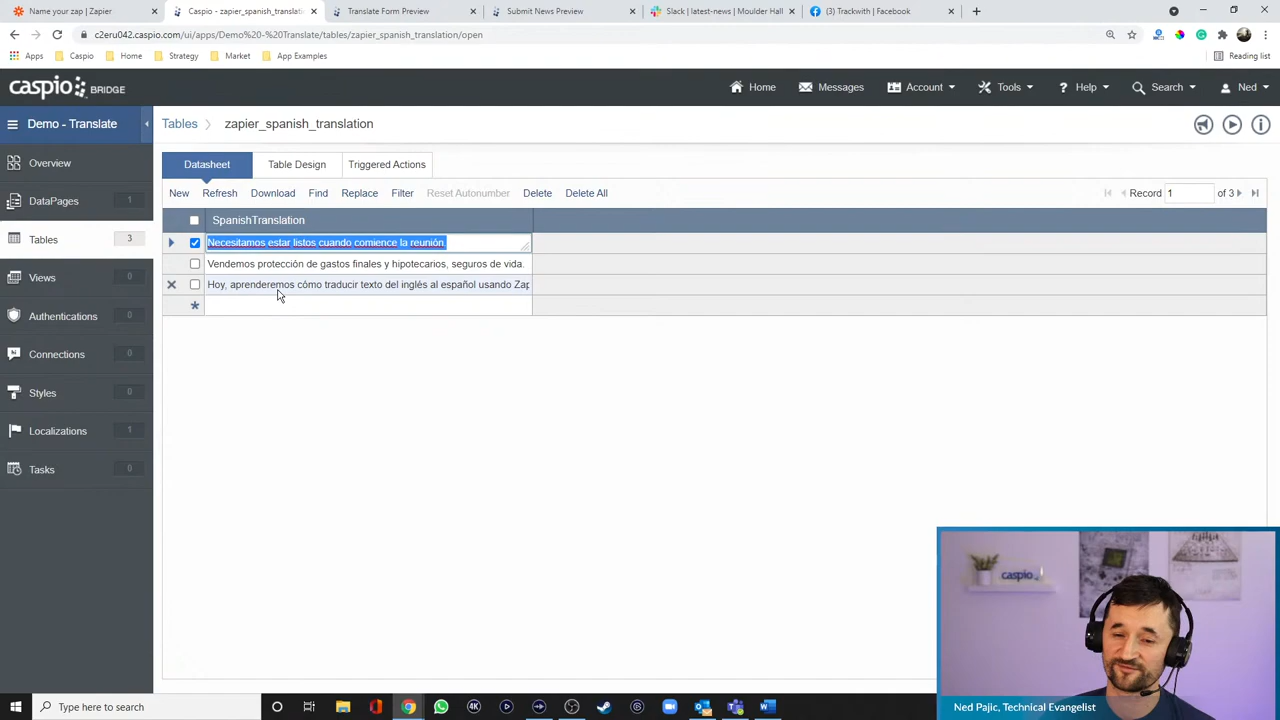 Name your zap | Zapier
Caspio - zapier_spanish_translati
Translate Form Preview
Submit News Preview
Slack | latest-news | Moulder Hall
(3) Trackwith | Facebook
c2eru042.caspio.com/ui/apps/Demo%20-%20Translate/tables/zapier_spanish_translation/open
Apps Caspio Home Strategy Market App Examples Reading list
caspio BRIDGE Home Messages Account Tools Help Search Ned
Demo - Translate
Tables zapier_spanish_translation
Overview
DataPages 1
Tables 3
Views 0
Authentications 0
Connections 0
Styles 0
Localizations 1
Tasks 0
Datasheet Table Design Triggered Actions
New Refresh Download Find Replace Filter Reset Autonumber Delete Delete All Record 1 of 3
SpanishTranslation
Necesitamos estar listos cuando comience la reunión.
Vendemos protección de gastos finales y hipotecarios, seguros de vida.
Hoy, aprenderemos cómo traducir texto del inglés al español usando Zap
caspio
Ned Pajic, Technical Evangelist
Type here to search